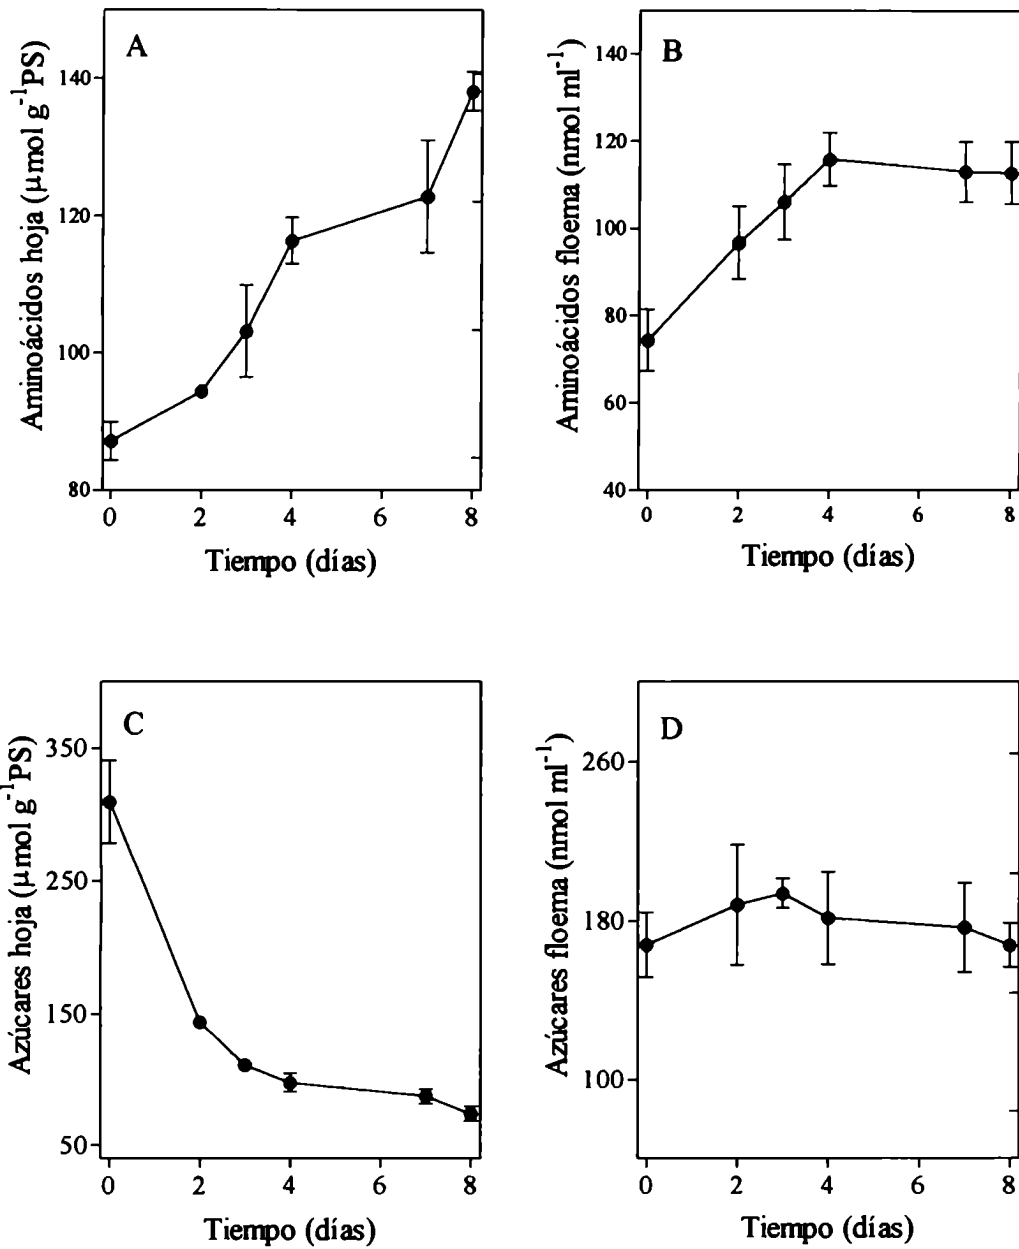 A
Aminoácidos hoja (µmol g⁻¹PS)
140
120
100
80
0 2 4 6 8
Tiempo (días)
B
Aminoácidos floema (nmol ml⁻¹)
140
120
100
80
60
40
0 2 4 6 8
Tiempo (días)
C
Azúcares hoja (µmol g⁻¹PS)
350
250
150
50
0 2 4 6 8
Tiempo (días)
D
Azúcares floema (nmol ml⁻¹)
260
180
100
0 2 4 6 8
Tiempo (días)